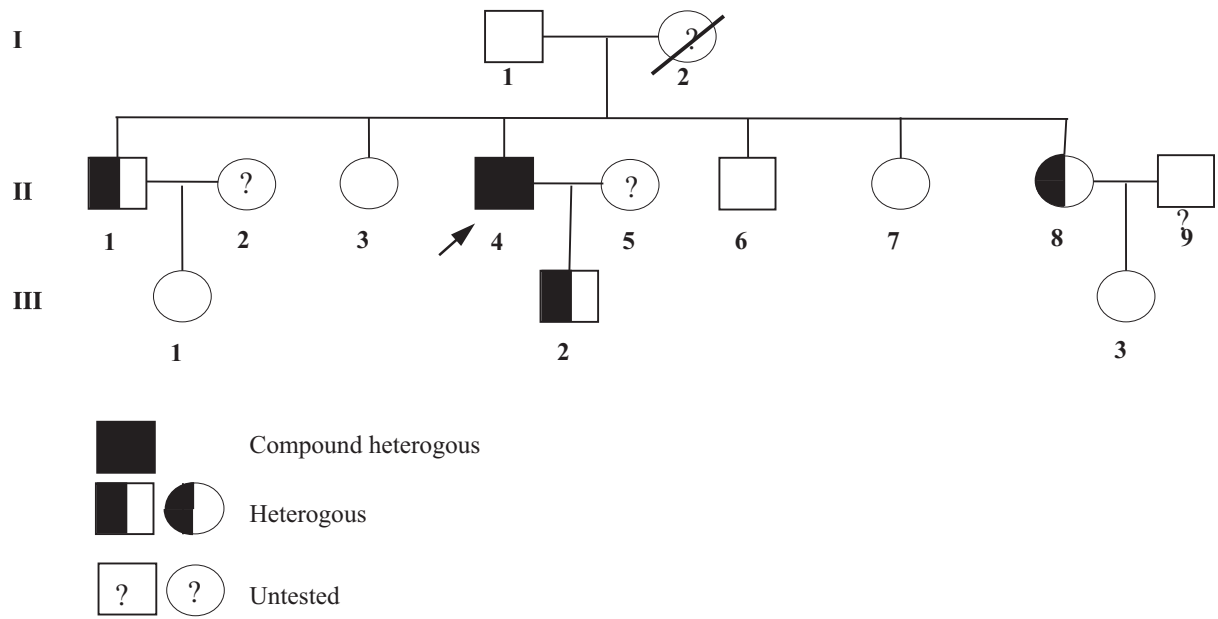 I
?
1 2
II
? ?
?
1 2 3 4 5 6 7 8 9
III
1 2 3
Compound heterogous
Heterogous
? ? Untested